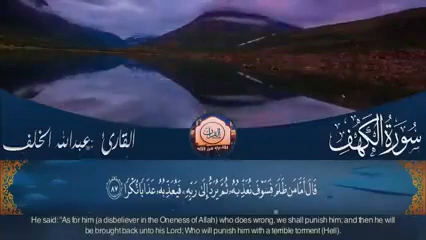 سُورَةُ الكَهْفِ
القارئ : عبدالله الخلف
قَالَ أَمَّا مَن ظَلَمَ فَسَوْفَ نُعَذِّبُهُ ثُمَّ يُرَدُّ إِلَىٰ رَبِّهِ فَيُعَذِّبُهُ عَذَابًا نُّكْرًا ٨٧
He said: "As for him (a disbeliever in the Oneness of Allah) who does wrong, we shall punish him; and then he will
be brought back unto his Lord; Who will punish him with a terrible torment (Hell).